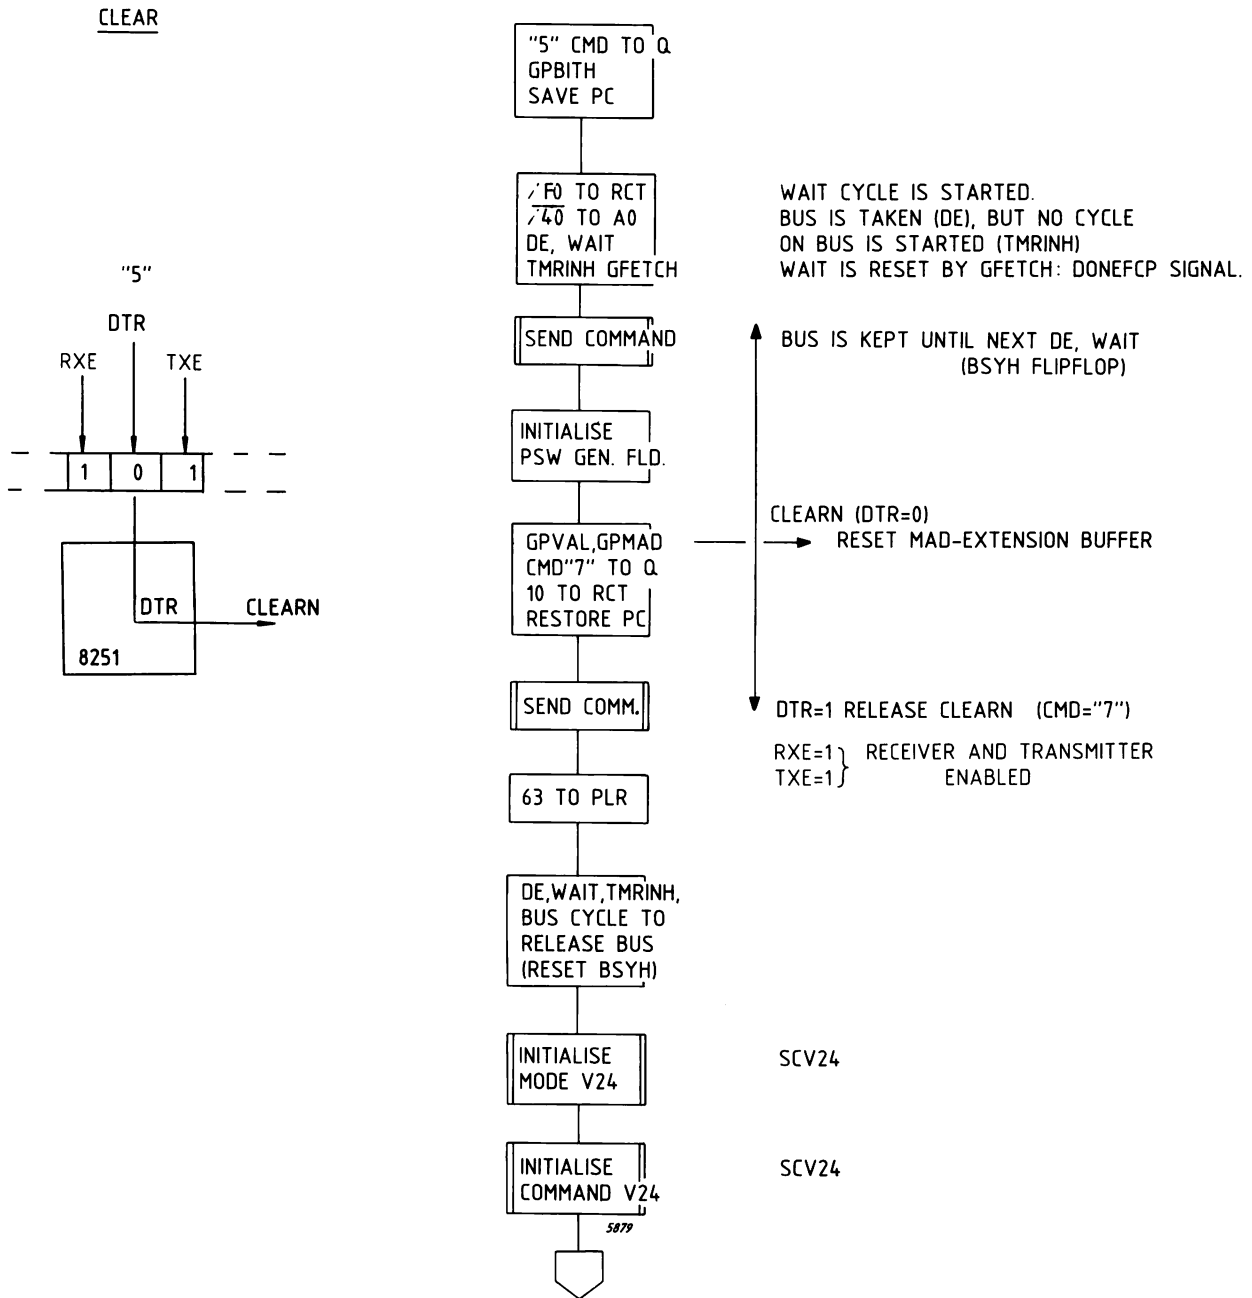 CLEAR
"5" CMD TO Q
GPBITH
SAVE PC
/F0 TO RCT
/40 TO A0
DE, WAIT
TMRINH GFETCH
WAIT CYCLE IS STARTED.
BUS IS TAKEN (DE), BUT NO CYCLE
ON BUS IS STARTED (TMRINH)
WAIT IS RESET BY GFETCH: DONEFCP SIGNAL.
"5"
DTR
RXE TXE
1 0 1
DTR CLEARN
8251
SEND COMMAND
BUS IS KEPT UNTIL NEXT DE, WAIT
(BSYH FLIPFLOP)
INITIALISE
PSW GEN. FLD.
GPVAL,GPMAD
CMD"7" TO Q
10 TO RCT
RESTORE PC
CLEARN (DTR=0)
RESET MAD-EXTENSION BUFFER
SEND COMM.
DTR=1 RELEASE CLEARN (CMD="7")
RXE=1} RECEIVER AND TRANSMITTER
TXE=1} ENABLED
63 TO PLR
DE,WAIT,TMRINH,
BUS CYCLE TO
RELEASE BUS
(RESET BSYH)
INITIALISE
MODE V24
SCV24
INITIALISE
COMMAND V24
SCV24
5879